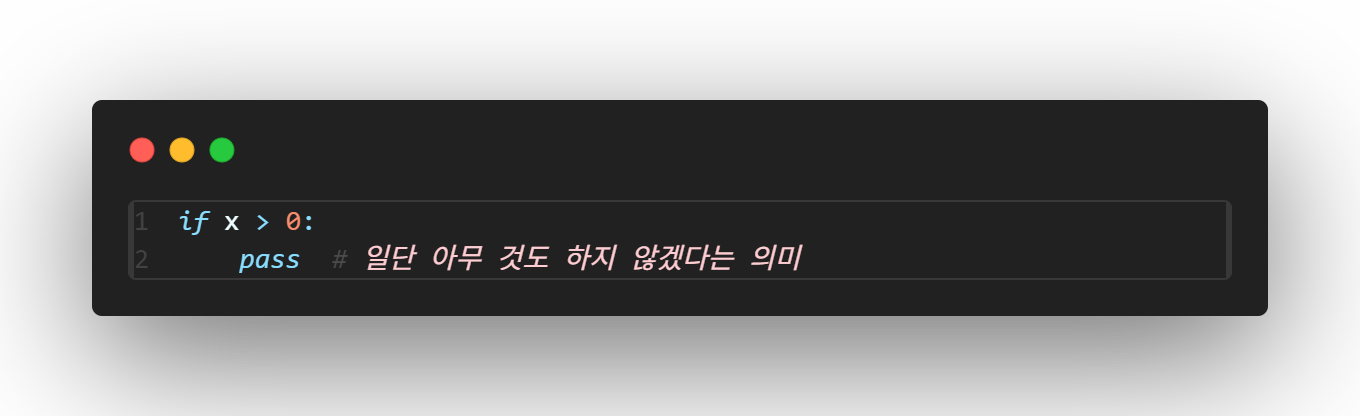 1 if x > 0:
2     pass  # 일단 아무 것도 하지 않겠다는 의미